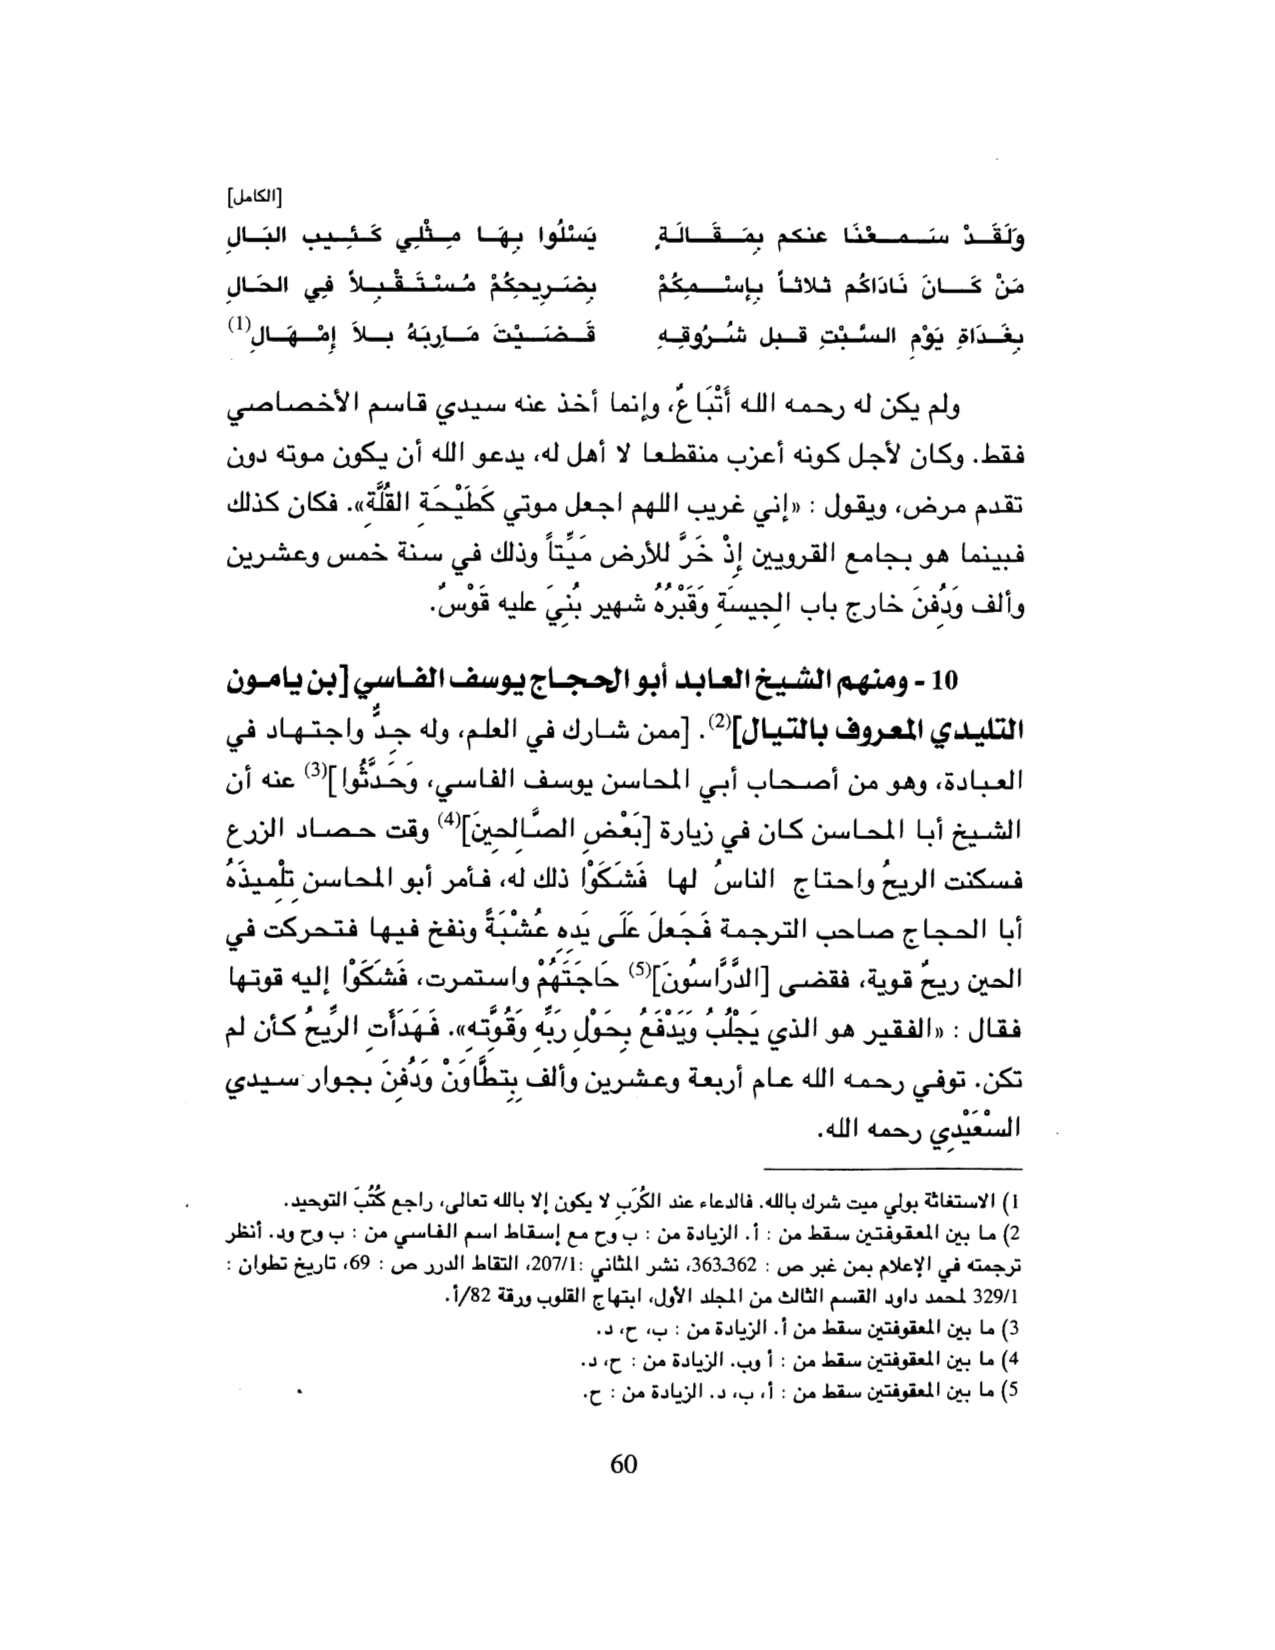 [الكامل]
وَلَقَدْ سَمعْنَا عنكم بِمَقَالَةٍ يَسْلُوا بِهَا مِثْلِي كَئِيب البَالِ
مَنْ كَانَ نَادَاكُم ثلاثاً بِإسْمِكُمْ بِضَرِيحِكُمْ مُسْتَقْبِلاً فِي الحَالِ
بِغَدَاةِ يَوْمِ السَّبْتِ قبل شُرُوقِهِ قَضَيْتَ مَآرِبَهُ بلاَ إِمْهَالِ(1)
ولم يكن له رحمه الله أَتْبَاعٌ، وإنما أخذ عنه سيدي قاسم الأخصاصي
فقط. وكان لأجل كونه أعزب منقطعا لا أهل له، يدعو الله أن يكون موته دون
تقدم مرض، ويقول : «إني غريب اللهم اجعل موتي كَطَيْحَةِ القُلَّة». فكان كذلك
فبينما هو بجامع القرويين إِذْ خَرَّ للأرض مَيِّتاً وذلك في سنة خمس وعشرين
وألف وَدُفِنَ خارج باب الجِيسَةِ وَقَبْرُهُ شهير بُنِيَ عليه قَوْسٌ.
10 - ومنهم الشيخ العابد أبو الحجاج يوسف الفاسي [بن يامون
التليدي المعروف بالتيال](2). [ممن شارك في العلم، وله جِدٌّ واجتهاد في
العبادة، وهو من أصحاب أبي المحاسن يوسف الفاسي، وَحَدَّثُوا](3) عنه أن
الشيخ أبا المحاسن كان في زيارة [بَعْضِ الصَّالِحِينَ](4) وقت حصاد الزرع
فسكنت الريحُ واحتاج الناسُ لها فَشَكَوْا ذلك له، فأمر أبو المحاسن تِلْمِيذَهُ
أبا الحجاج صاحب الترجمة فَجَعلَ عَلَى يَدِهِ عُشْبَةً ونفخ فيها فتحركت في
الحين ريحٌ قوية، فقضى [الدَّرَّاسُونَ](5) حَاجَتَهُمْ واستمرت، فَشَكَوْا إليه قوتها
فقال : «الفقير هو الذي يَجْلُبُ وَيَدْفَعُ بِحَوْلِ رَبِّهِ وَقُوَّتِه». فَهَدَأَتِ الرِّيحُ كأن لم
تكن. توفي رحمه الله عام أربعة وعشرين وألف بِتِطَّاوَنْ وَدُفِنَ بجوار سيدي
السْعَيْدِي رحمه الله.
1) الاستغاثة بولي ميت شرك بالله. فالدعاء عند الكُرَبِ لا يكون إلا بالله تعالى، راجع كُتُبَ التوحيد.
2) ما بين المعقوفتين سقط من : أ. الزيادة من : ب وح مع إسقاط اسم الفاسي من : ب وح ود. أنظر
ترجمته في الإعلام بمن غبر ص : 362ـ363، نشر المثاني :207/1، التقاط الدرر ص : 69، تاريخ تطوان :
329/1 لمحمد داود القسم الثالث من المجلد الأول، ابتهاج القلوب ورقة 82/أ.
3) ما بين المعقوفتين سقط من أ. الزيادة من : ب، ح، د.
4) ما بين المعقوفتين سقط من : أ وب. الزيادة من : ح، د.
5) ما بين المعقوفتين سقط من : أ، ب، د. الزيادة من : ح.
60